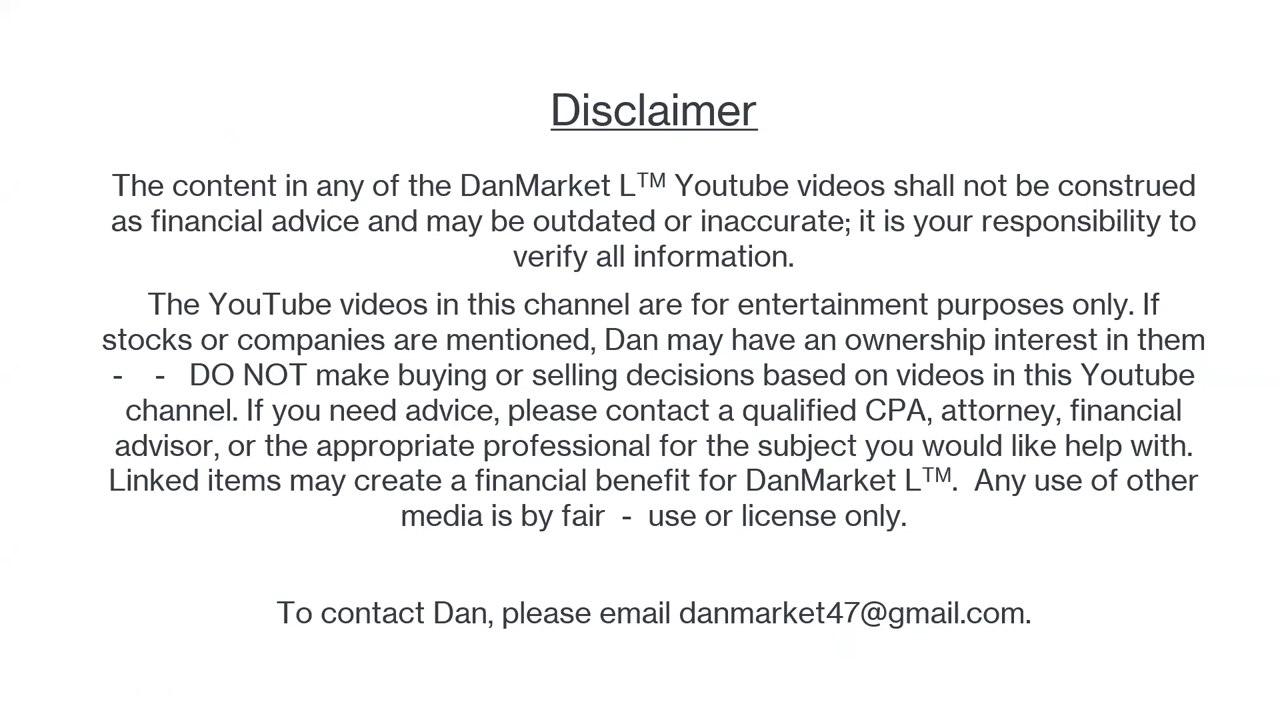 Disclaimer
The content in any of the DanMarket L™ Youtube videos shall not be construed
as financial advice and may be outdated or inaccurate; it is your responsibility to
verify all information.
The YouTube videos in this channel are for entertainment purposes only. If
stocks or companies are mentioned, Dan may have an ownership interest in them
- - DO NOT make buying or selling decisions based on videos in this Youtube
channel. If you need advice, please contact a qualified CPA, attorney, financial
advisor, or the appropriate professional for the subject you would like help with.
Linked items may create a financial benefit for DanMarket L™. Any use of other
media is by fair - use or license only.
To contact Dan, please email danmarket47@gmail.com.